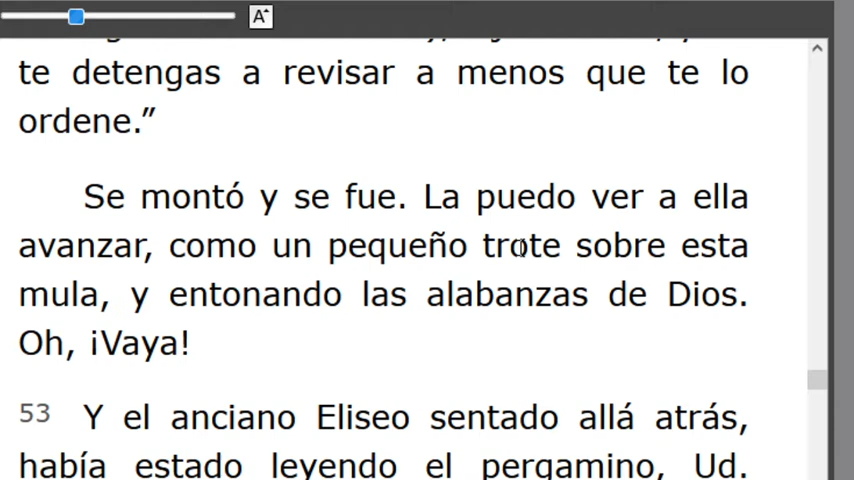 A
te detengas a revisar a menos que te lo
ordene.”
Se montó y se fue. La puedo ver a ella
avanzar, como un pequeño trote sobre esta
mula, y entonando las alabanzas de Dios.
Oh, ¡Vaya!
53 Y el anciano Eliseo sentado allá atrás,
había estado leyendo el pergamino, Ud.